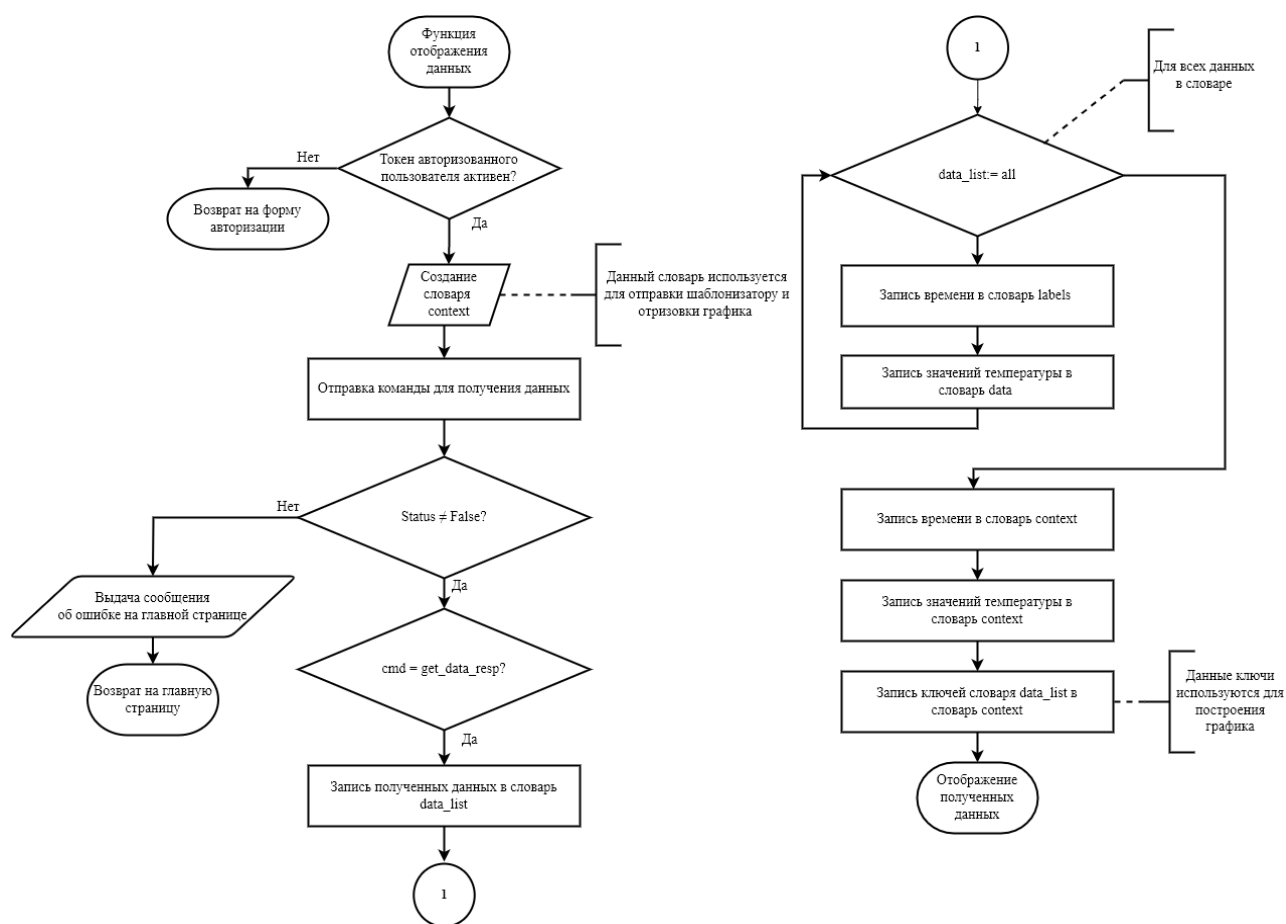 Функция
отображения
данных
Токен авторизованного
пользователя активен?
Нет
Возврат на форму
авторизации
Да
Создание
словаря
context
Данный словарь используется
для отправки шаблонизатору и
отризовки графика
Отправка команды для получения данных
Status ≠ False?
Нет
Выдача сообщения
об ошибке на главной странице
Возврат на главную
страницу
Да
cmd = get_data_resp?
Да
Запись полученных данных в словарь
data_list
1
1
Для всех данных
в словаре
data_list:= all
Запись времени в словарь labels
Запись значений температуры в
словарь data
Запись времени в словарь context
Запись значений температуры в
словарь context
Запись ключей словаря data_list в
словарь context
Данные ключи
используются для
построения
графика
Отображение
полученных
данных